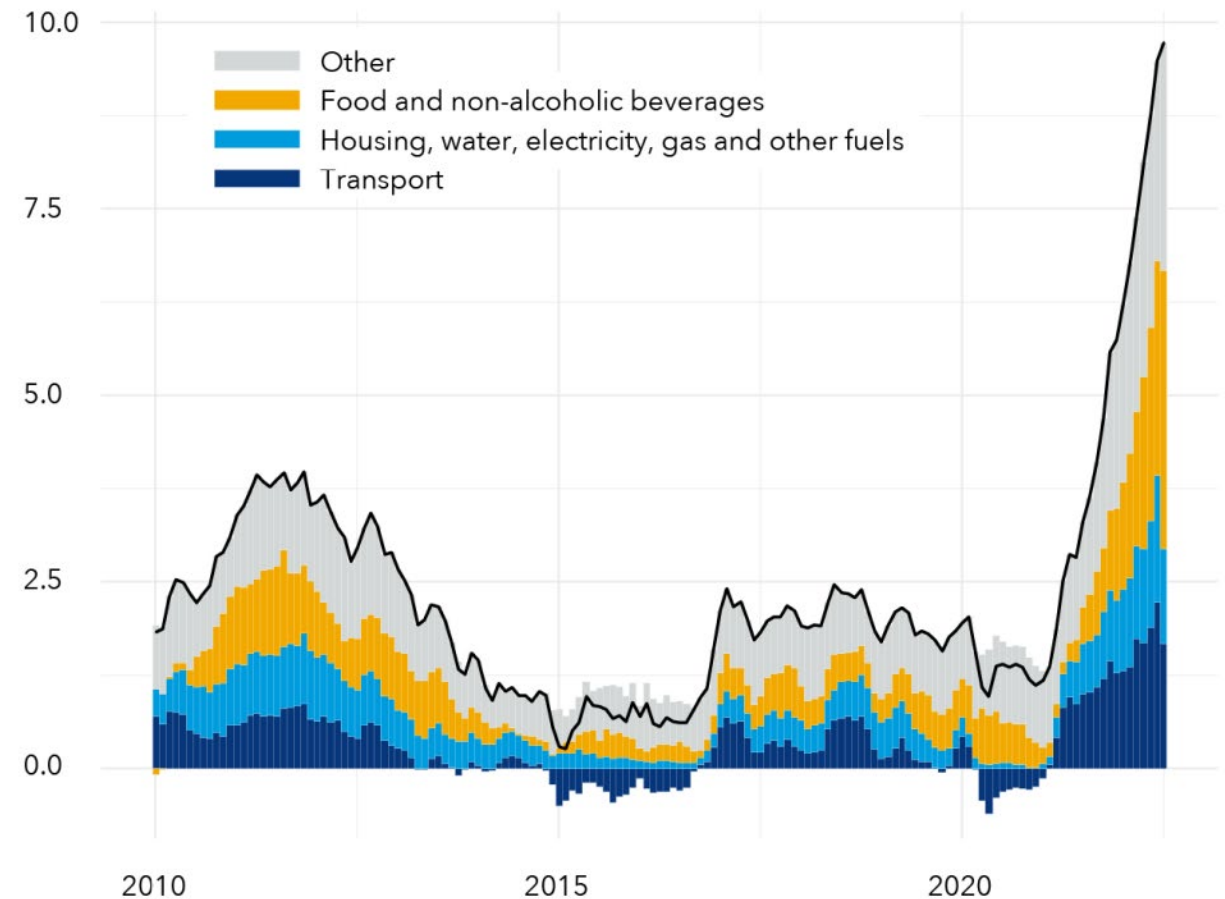 10.0
Other
Food and non-alcoholic beverages
Housing, water, electricity, gas and other fuels
Transport
7.5
5.0
2.5
0.0
2010 2015 2020